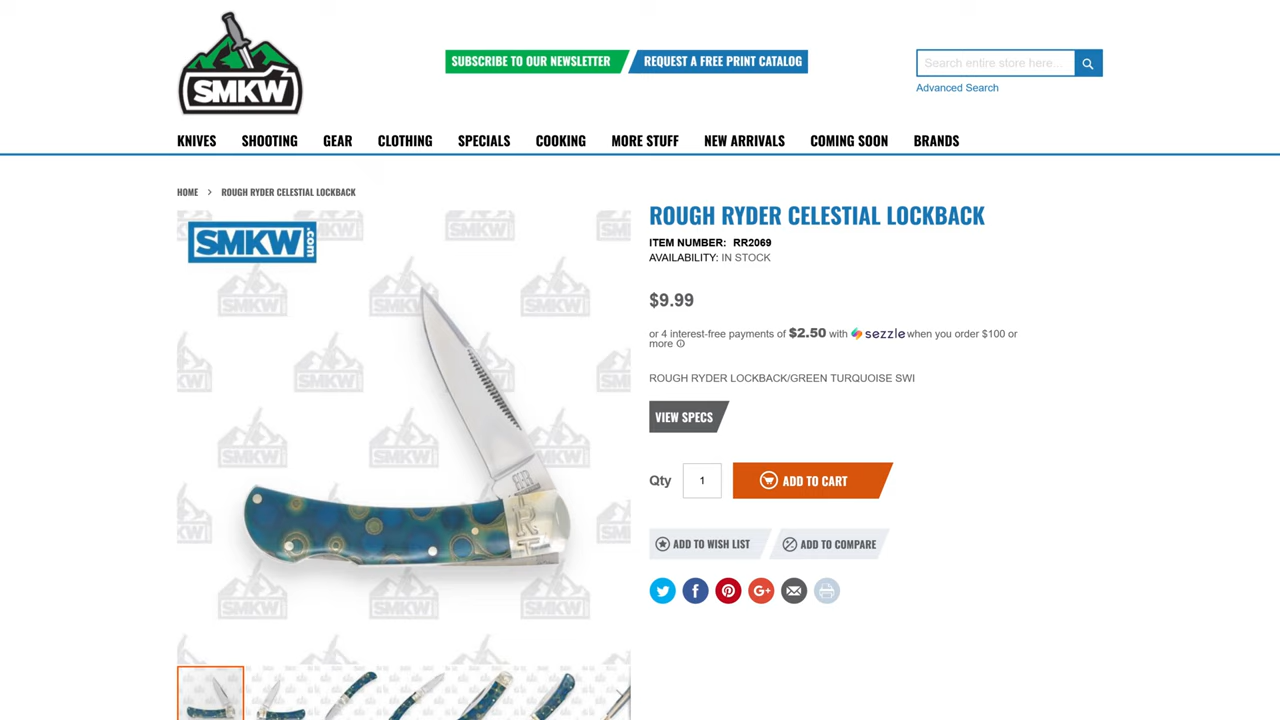 SMKW
SUBSCRIBE TO OUR NEWSLETTER
REQUEST A FREE PRINT CATALOG
Search entire store here...
Advanced Search
KNIVES SHOOTING GEAR CLOTHING SPECIALS COOKING MORE STUFF NEW ARRIVALS COMING SOON BRANDS
HOME > ROUGH RYDER CELESTIAL LOCKBACK
SMKW.com
ROUGH RYDER CELESTIAL LOCKBACK
ITEM NUMBER: RR2069
AVAILABILITY: IN STOCK
$9.99
or 4 interest-free payments of $2.50 with sezzle when you order $100 or
more
ROUGH RYDER LOCKBACK/GREEN TURQUOISE SWI
VIEW SPECS
Qty 1 ADD TO CART
ADD TO WISH LIST
ADD TO COMPARE